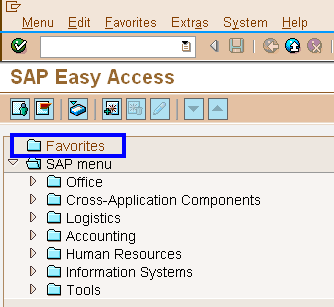 Menu Edit Favorites Extras System Help
SAP Easy Access
Favorites
SAP menu
Office
Cross-Application Components
Logistics
Accounting
Human Resources
Information Systems
Tools